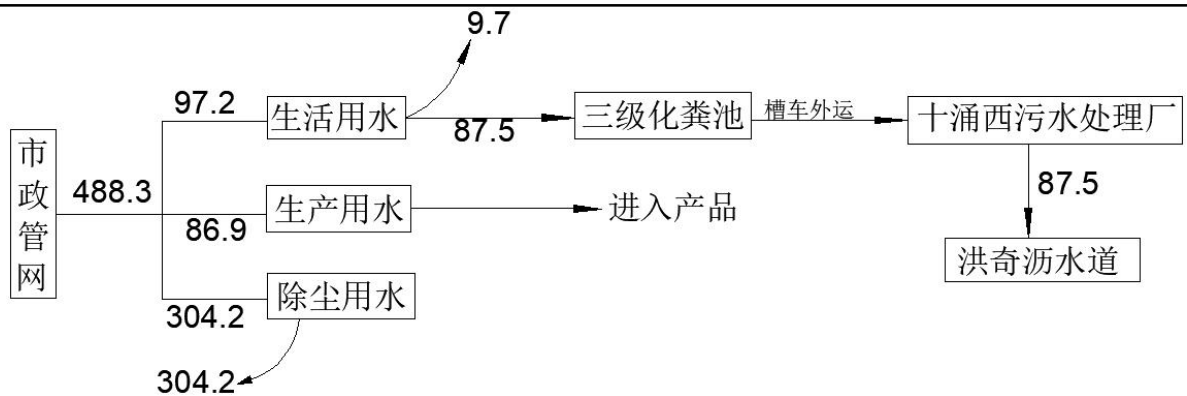 9.7
97.2
生活用水
87.5
三级化粪池
槽车外运
十涌西污水处理厂
87.5
洪奇沥水道
市政管网
488.3
86.9
生产用水
进入产品
304.2
除尘用水
304.2